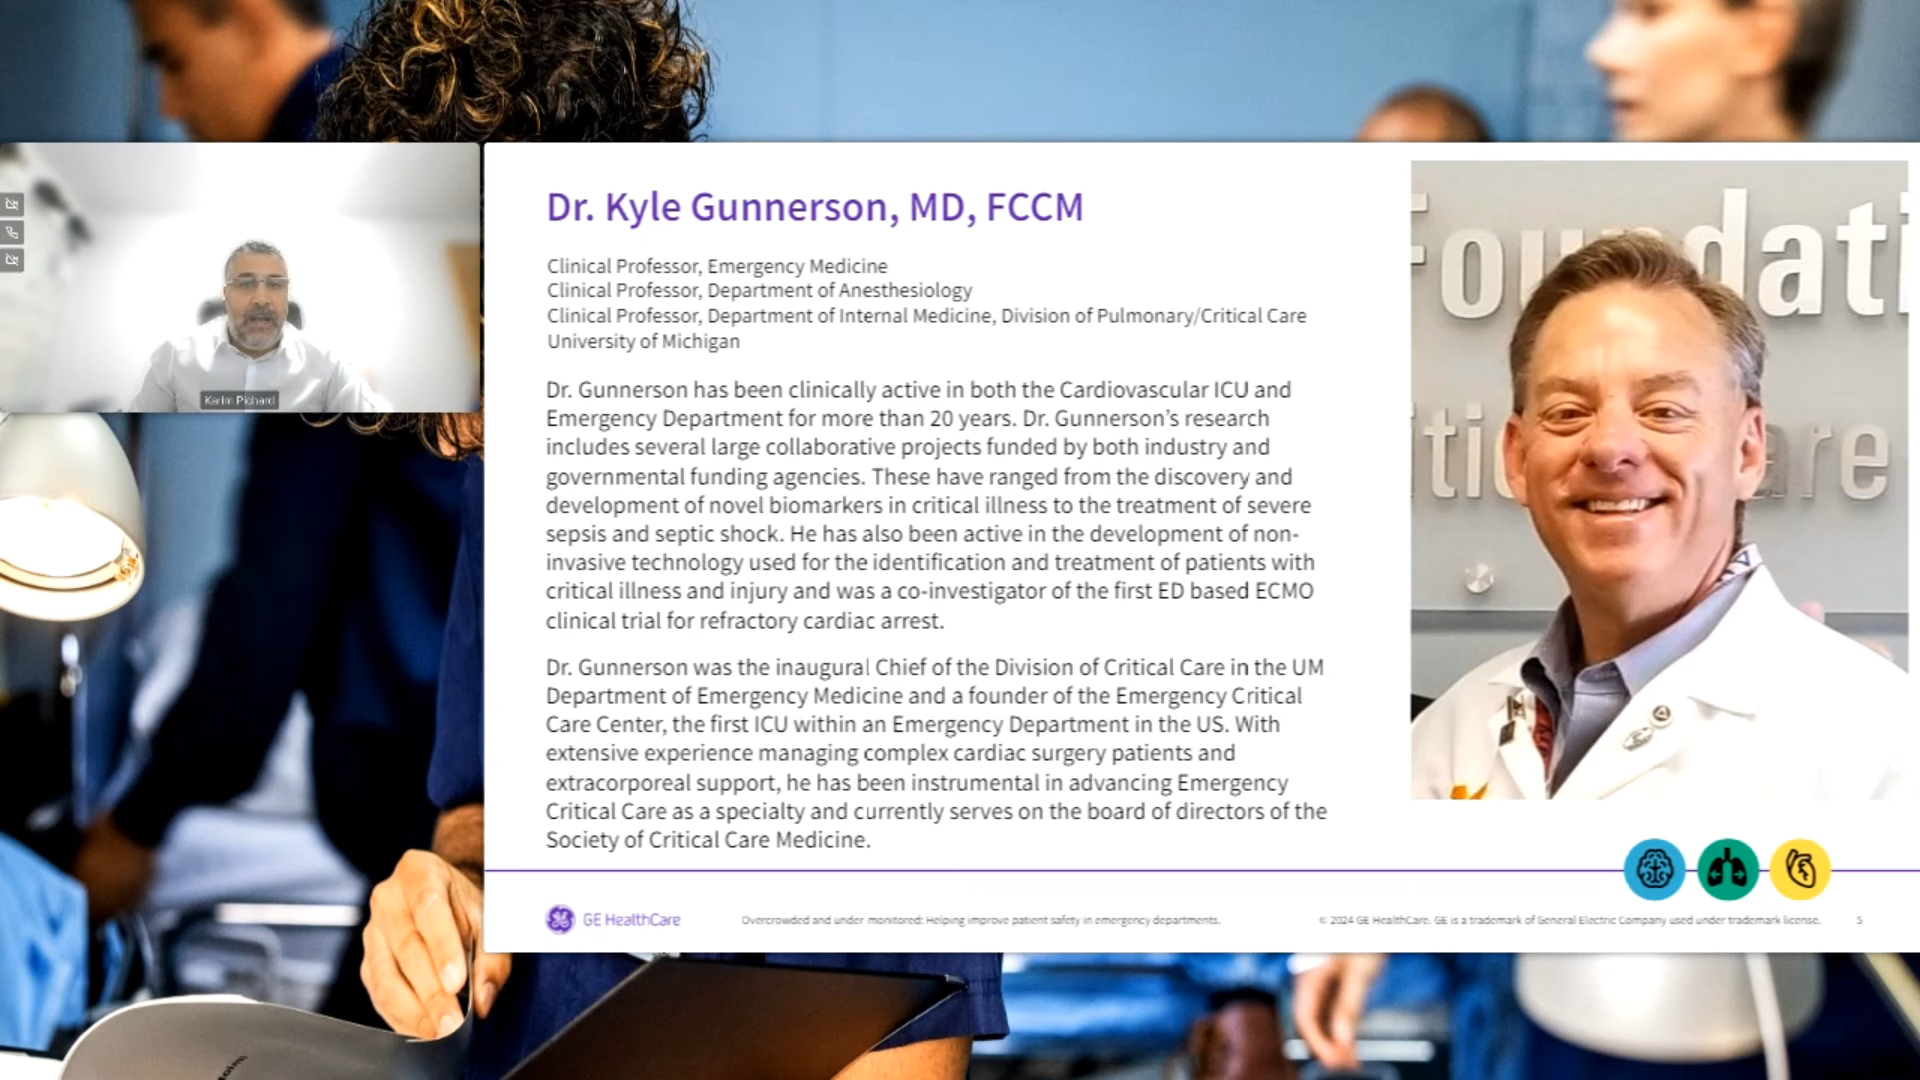 Dr. Kyle Gunnerson, MD, FCCM
Clinical Professor, Emergency Medicine
Clinical Professor, Department of Anesthesiology
Clinical Professor, Department of Internal Medicine, Division of Pulmonary/Critical Care
University of Michigan
Dr. Gunnerson has been clinically active in both the Cardiovascular ICU and
Emergency Department for more than 20 years. Dr. Gunnerson’s research
includes several large collaborative projects funded by both industry and
governmental funding agencies. These have ranged from the discovery and
development of novel biomarkers in critical illness to the treatment of severe
sepsis and septic shock. He has also been active in the development of non-
invasive technology used for the identification and treatment of patients with
critical illness and injury and was a co-investigator of the first ED based ECMO
clinical trial for refractory cardiac arrest.
Dr. Gunnerson was the inaugural Chief of the Division of Critical Care in the UM
Department of Emergency Medicine and a founder of the Emergency Critical
Care Center, the first ICU within an Emergency Department in the US. With
extensive experience managing complex cardiac surgery patients and
extracorporeal support, he has been instrumental in advancing Emergency
Critical Care as a specialty and currently serves on the board of directors of the
Society of Critical Care Medicine.
Karim Pichard
GE HealthCare
Overcrowded and under monitored: Helping improve patient safety in emergency departments.
© 2024 GE HealthCare. GE is a trademark of General Electric Company used under trademark license.
5